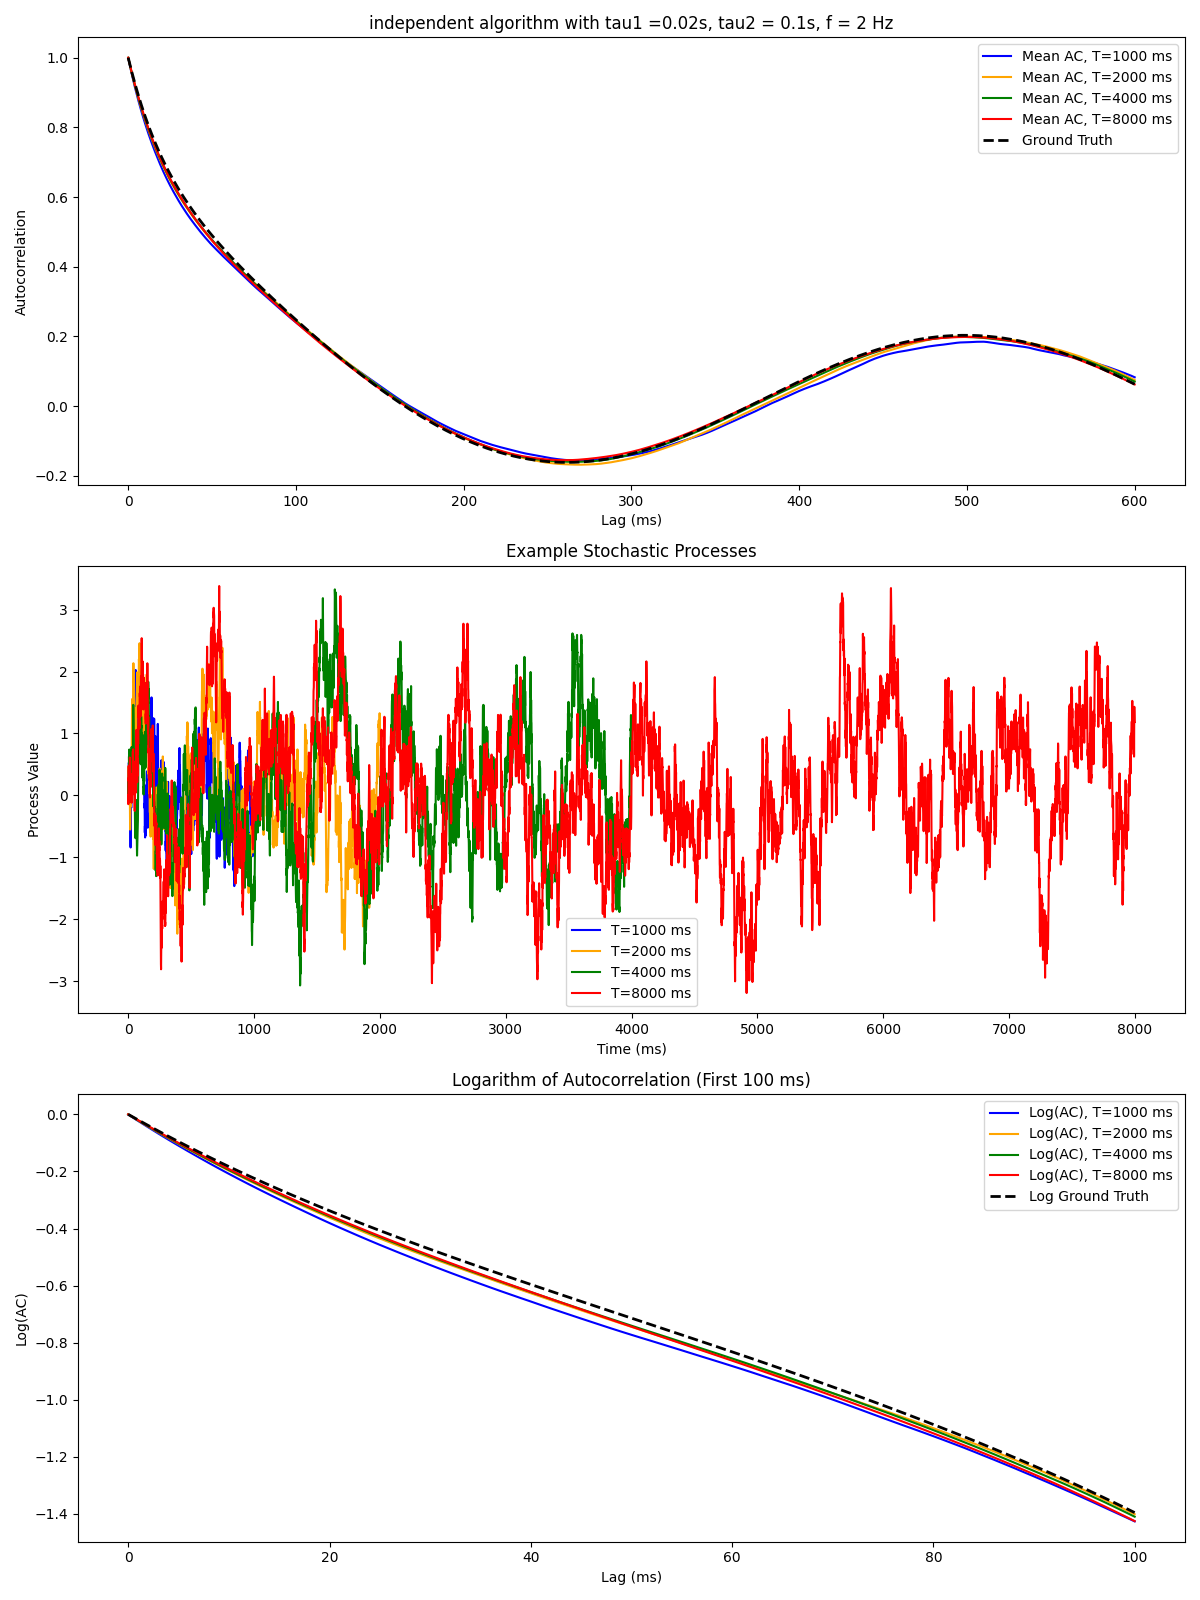 independent algorithm with tau1 =0.02s, tau2 = 0.1s, f = 2 Hz
Mean AC, T=1000 ms
Mean AC, T=2000 ms
Mean AC, T=4000 ms
Mean AC, T=8000 ms
Ground Truth
Autocorrelation
1.0
0.8
0.6
0.4
0.2
0.0
−0.2
0 100 200 300 400 500 600
Lag (ms)
Example Stochastic Processes
Process Value
3
2
1
0
−1
−2
−3
T=1000 ms
T=2000 ms
T=4000 ms
T=8000 ms
0 1000 2000 3000 4000 5000 6000 7000 8000
Time (ms)
Logarithm of Autocorrelation (First 100 ms)
Log(AC), T=1000 ms
Log(AC), T=2000 ms
Log(AC), T=4000 ms
Log(AC), T=8000 ms
Log Ground Truth
Log(AC)
0.0
−0.2
−0.4
−0.6
−0.8
−1.0
−1.2
−1.4
0 20 40 60 80 100
Lag (ms)